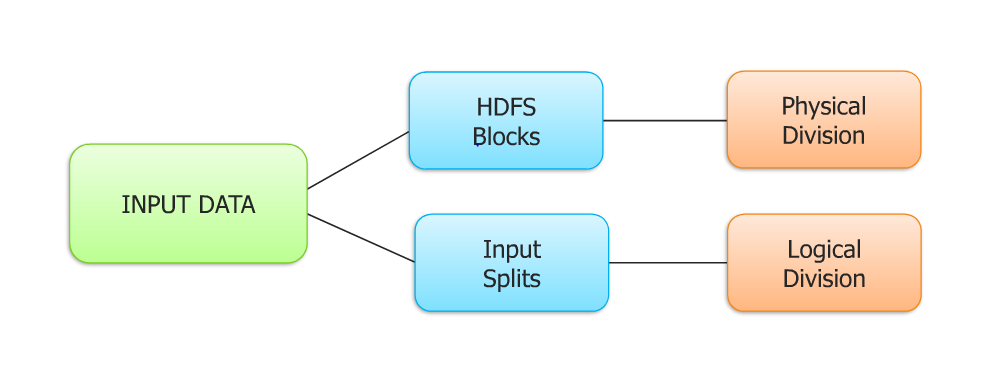 INPUT DATA
HDFS
Blocks
Physical
Division
Input
Splits
Logical
Division